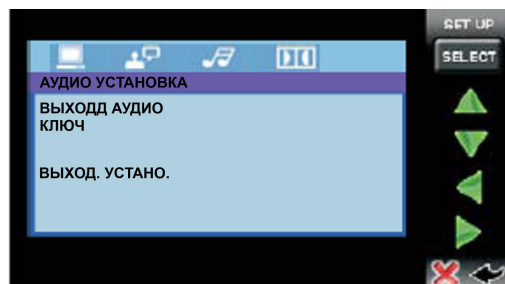 SET UP
SELECT
АУДИО УСТАНОВКА
ВЫХОДД АУДИО
КЛЮЧ
ВЫХОД. УСТАНО.